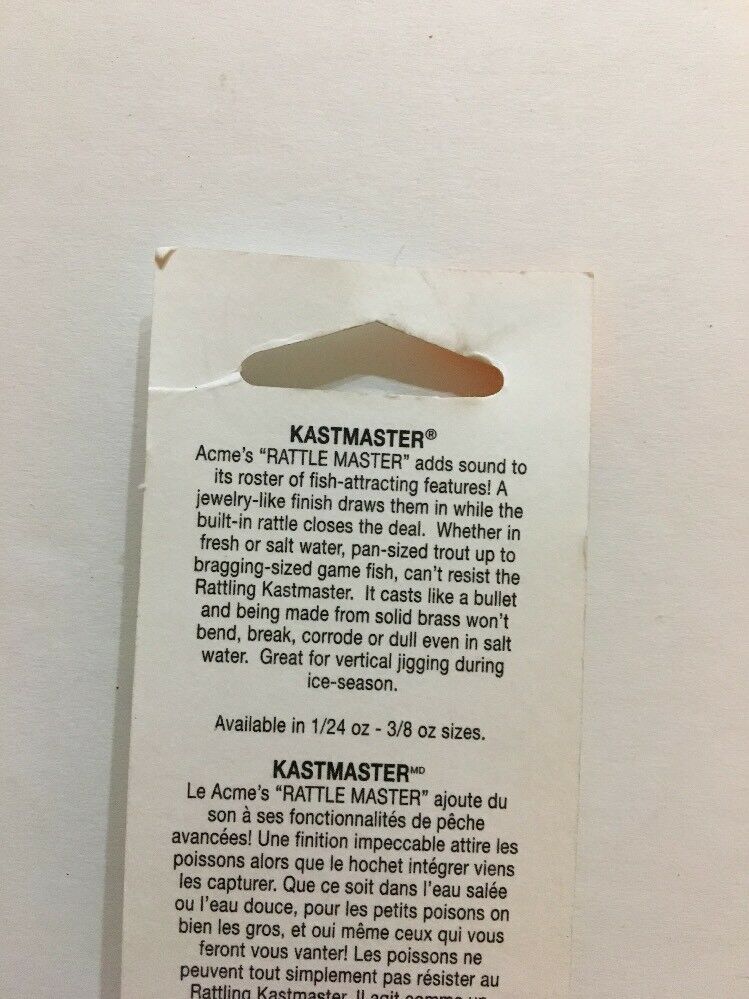 KASTMASTER®
Acme's "RATTLE MASTER" adds sound to
its roster of fish-attracting features! A
jewelry-like finish draws them in while the
built-in rattle closes the deal. Whether in
fresh or salt water, pan-sized trout up to
bragging-sized game fish, can't resist the
Rattling Kastmaster. It casts like a bullet
and being made from solid brass won't
bend, break, corrode or dull even in salt
water. Great for vertical jigging during
ice-season.
Available in 1/24 oz - 3/8 oz sizes.
KASTMASTER MD
Le Acme's "RATTLE MASTER" ajoute du
son à ses fonctionnalités de pêche
avancées! Une finition impeccable attire les
poissons alors que le hochet intégrer viens
les capturer. Que ce soit dans l'eau salée
ou l'eau douce, pour les petits poisons on
bien les gros, et oui même ceux qui vous
feront vous vanter! Les poissons ne
peuvent tout simplement pas résister au
Rattling Kastmaster. Il agit comme un